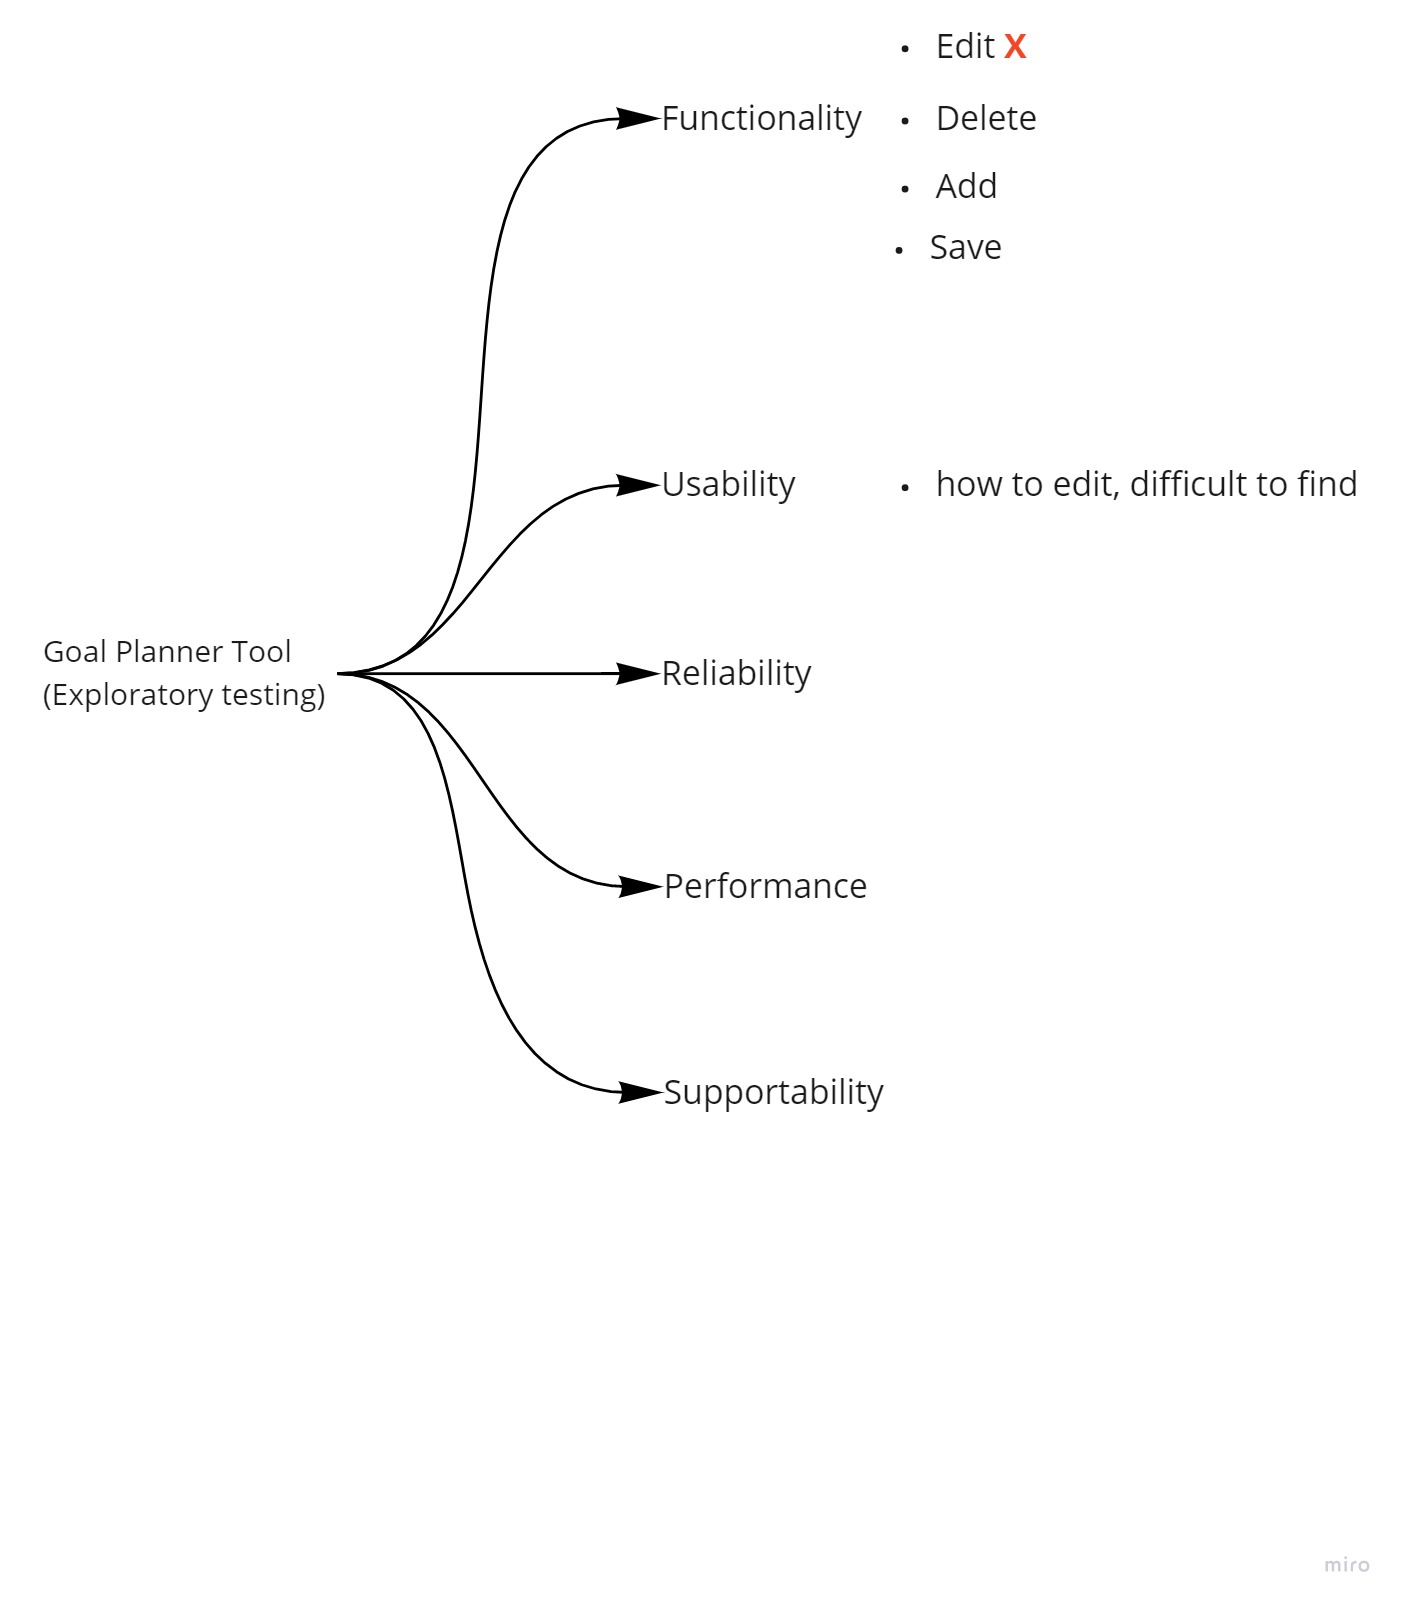 • Edit X
Functionality • Delete
• Add
• Save
Usability • how to edit, difficult to find
Goal Planner Tool
(Exploratory testing)
Reliability
Performance
Supportability
miro